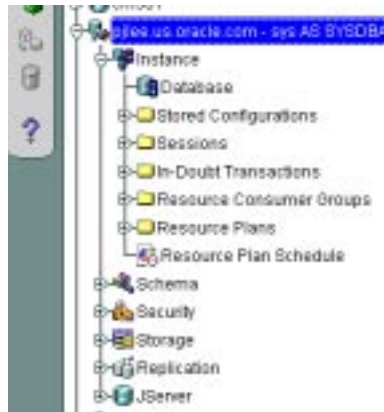 pjlee.us.oracle.com - sys AS SYSDBA
Instance
Database
Stored Configurations
Sessions
In-Doubt Transactions
Resource Consumer Groups
Resource Plans
Resource Plan Schedule
Schema
Security
Storage
Replication
JServer